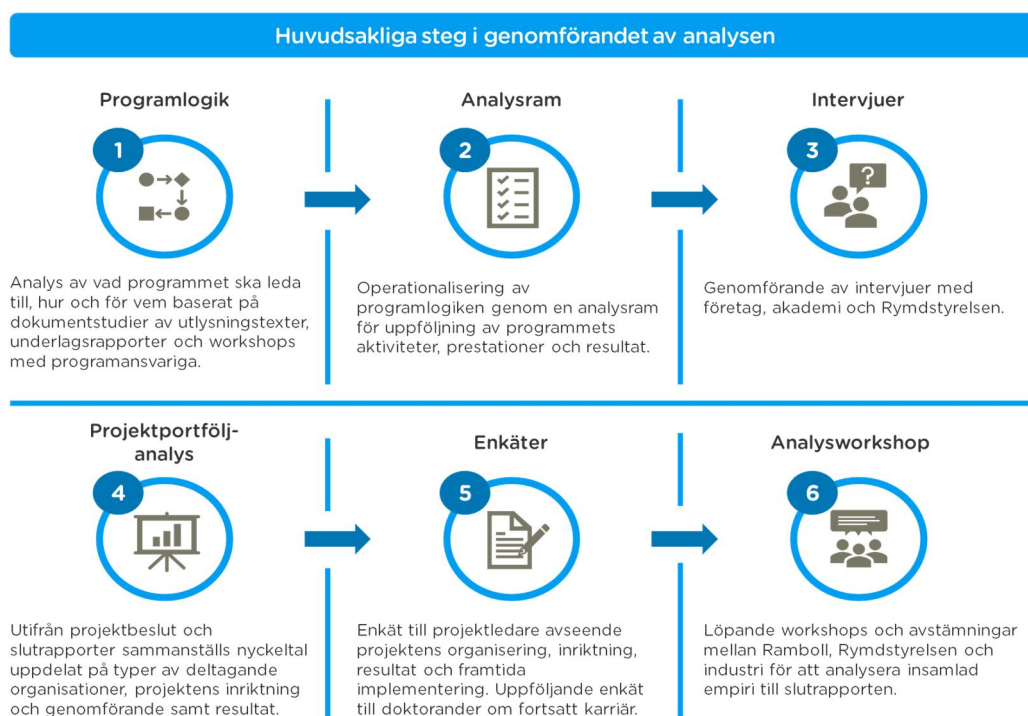 Huvudsakliga steg i genomförandet av analysen
Programlogik
1
Analys av vad programmet ska leda
till, hur och för vem baserat på
dokumentstudier av utlysningstexter,
underlagsrapporter och workshops
med programansvariga.
Analysram
2
Operationalisering av
programlogiken genom en analysram
för uppföljning av programmets
aktiviteter, prestationer och resultat.
Intervjuer
3
?
Genomförande av intervjuer med
företag, akademi och Rymdstyrelsen.
Projektportfölj-
analys
4
Utifrån projektbeslut och
slutrapporter sammanställs nyckeltal
uppdelat på typer av deltagande
organisationer, projektens inriktning
och genomförande samt resultat.
Enkäter
5
Enkät till projektledare avseende
projektens organisering, inriktning,
resultat och framtida
implementering. Uppföljande enkät
till doktorander om fortsatt karriär.
Analysworkshop
6
Löpande workshops och avstämningar
mellan Ramboll, Rymdstyrelsen och
industri för att analysera insamlad
empiri till slutrapporten.